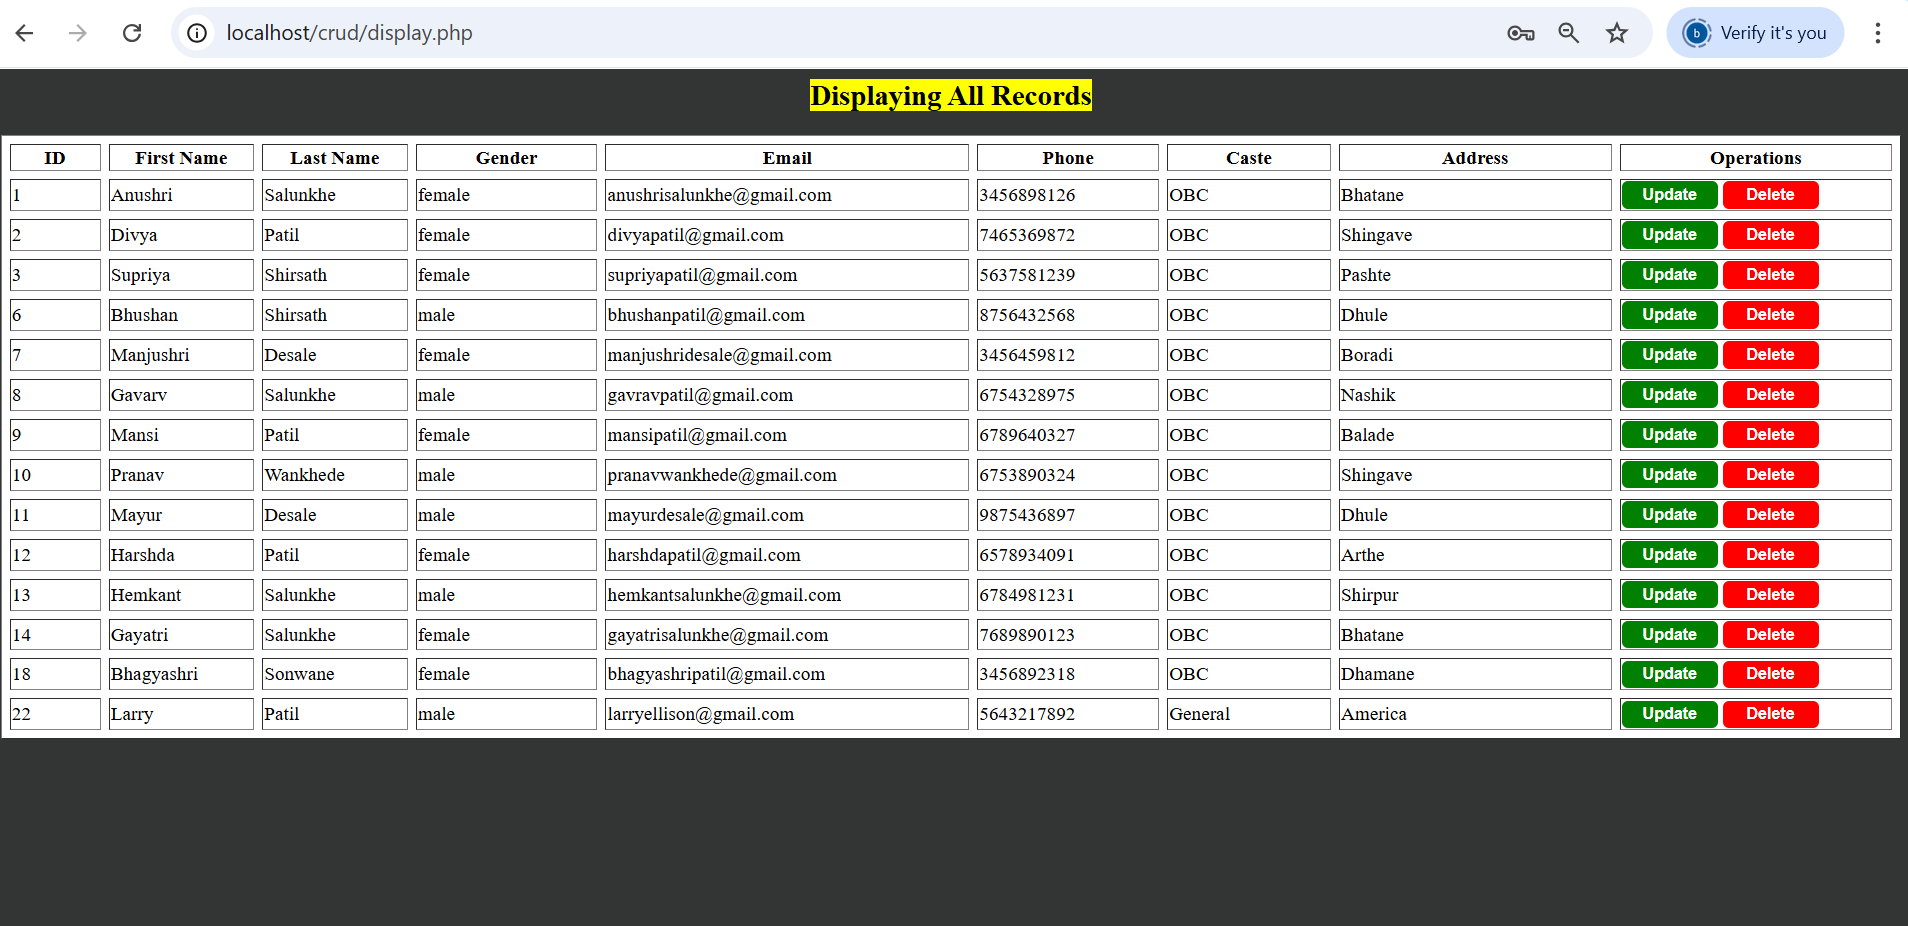 localhost/crud/display.php
b Verify it's you
Displaying All Records
ID First Name Last Name Gender Email Phone Caste Address Operations
1 Anushri Salunkhe female anushrisalunkhe@gmail.com 3456898126 OBC Bhatane Update Delete
2 Divya Patil female divyapatil@gmail.com 7465369872 OBC Shingave Update Delete
3 Supriya Shirsath female supriyapatil@gmail.com 5637581239 OBC Pashte Update Delete
6 Bhushan Shirsath male bhushanpatil@gmail.com 8756432568 OBC Dhule Update Delete
7 Manjushri Desale female manjushridesale@gmail.com 3456459812 OBC Boradi Update Delete
8 Gavarv Salunkhe male gavravpatil@gmail.com 6754328975 OBC Nashik Update Delete
9 Mansi Patil female mansipatil@gmail.com 6789640327 OBC Balade Update Delete
10 Pranav Wankhede male pranavwankhede@gmail.com 6753890324 OBC Shingave Update Delete
11 Mayur Desale male mayurdesale@gmail.com 9875436897 OBC Dhule Update Delete
12 Harshda Patil female harshdapatil@gmail.com 6578934091 OBC Arthe Update Delete
13 Hemkant Salunkhe male hemkantsalunkhe@gmail.com 6784981231 OBC Shirpur Update Delete
14 Gayatri Salunkhe female gayatrisalunkhe@gmail.com 7689890123 OBC Bhatane Update Delete
18 Bhagyashri Sonwane female bhagyashripatil@gmail.com 3456892318 OBC Dhamane Update Delete
22 Larry Patil male larryellison@gmail.com 5643217892 General America Update Delete